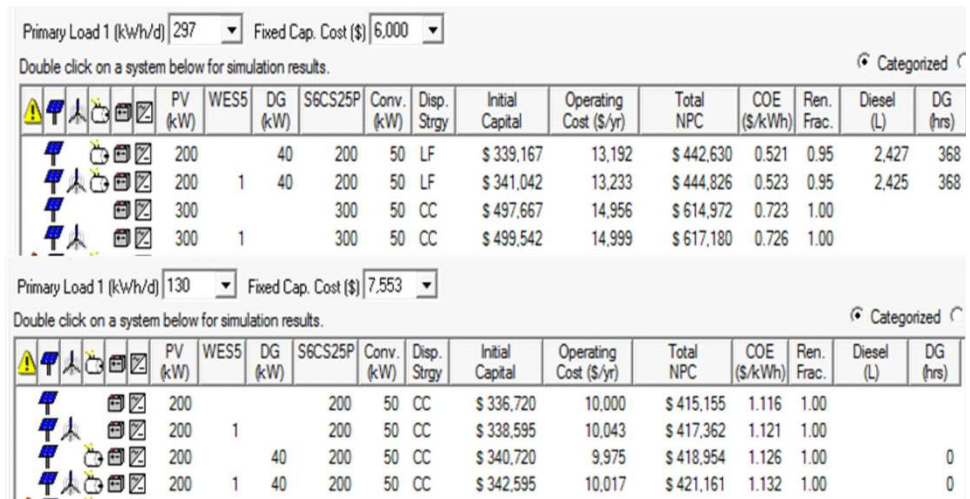 Primary Load 1 (kWh/d) 297 Fixed Cap. Cost ($) 6,000
Double click on a system below for simulation results. Categorized
PV (kW) WES5 DG (kW) S6CS25P Conv. (kW) Disp. Strgy Initial Capital Operating Cost ($/yr) Total NPC COE ($/kWh) Ren. Frac. Diesel (L) DG (hrs)
200 40 200 50 LF $ 339,167 13,192 $ 442,630 0.521 0.95 2,427 368
200 1 40 200 50 LF $ 341,042 13,233 $ 444,826 0.523 0.95 2,425 368
300 300 50 CC $ 497,667 14,956 $ 614,972 0.723 1.00
300 1 300 50 CC $ 499,542 14,999 $ 617,180 0.726 1.00
Primary Load 1 (kWh/d) 130 Fixed Cap. Cost ($) 7,553
Double click on a system below for simulation results. Categorized
PV (kW) WES5 DG (kW) S6CS25P Conv. (kW) Disp. Strgy Initial Capital Operating Cost ($/yr) Total NPC COE ($/kWh) Ren. Frac. Diesel (L) DG (hrs)
200 200 50 CC $ 336,720 10,000 $ 415,155 1.116 1.00
200 1 200 50 CC $ 338,595 10,043 $ 417,362 1.121 1.00
200 40 200 50 CC $ 340,720 9,975 $ 418,954 1.126 1.00 0
200 1 40 200 50 CC $ 342,595 10,017 $ 421,161 1.132 1.00 0